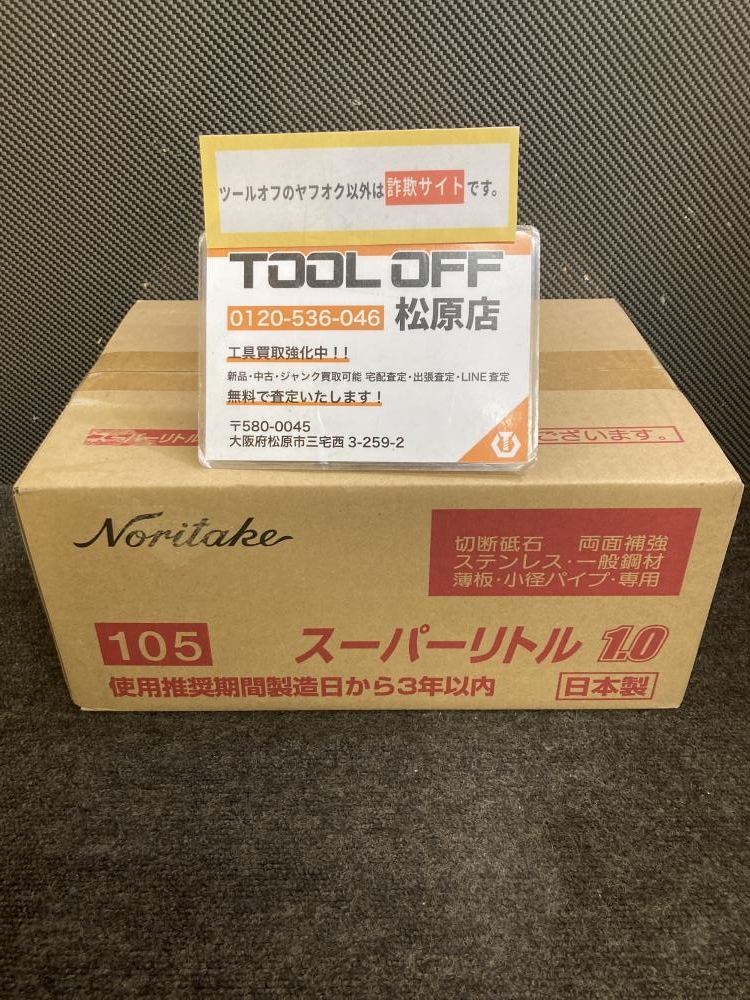 ツールオフのヤフオク以外は詐欺サイトです。
TOOL OFF
0120-536-046 松原店
工具買取強化中!!
新品・中古・ジャンク買取可能 宅配査定・出張査定・LINE査定
無料で査定いたします!
〒580-0045
大阪府松原市三宅西 3-259-2
スーパーリトル
ございます。
Noritake
切断砥石 両面補強
ステンレス・一般鋼材
薄板・小径パイプ・専用
105 スーパーリトル 1.0
使用推奨期間製造日から3年以内 日本製